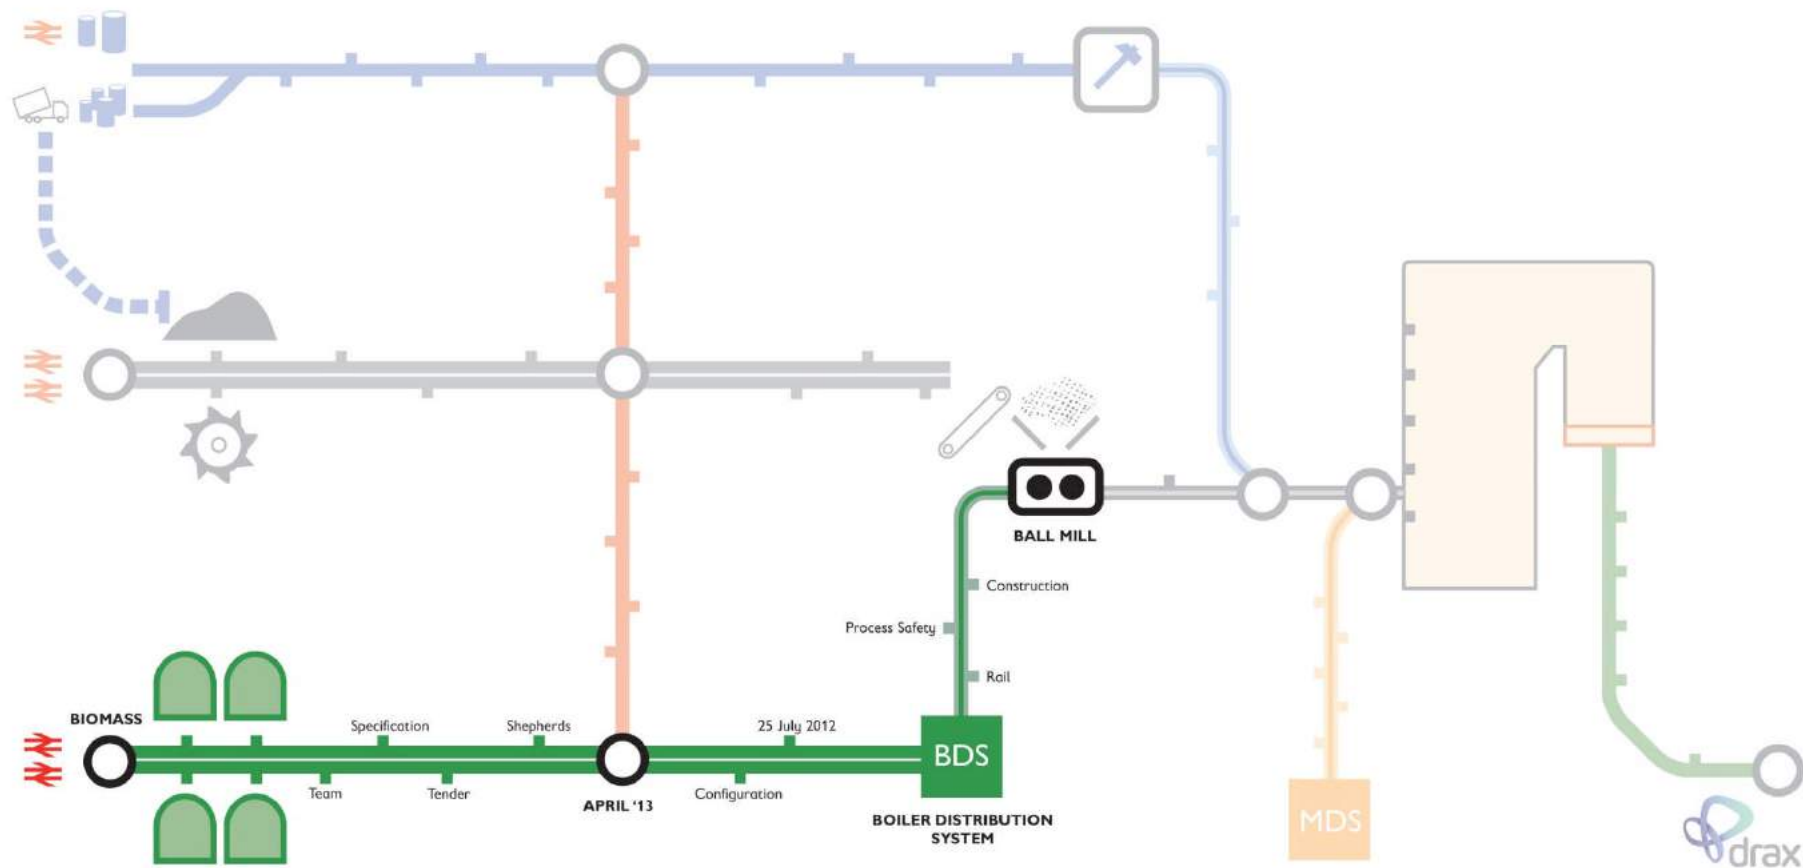 BALL MILL
Construction
Process Safety
Rail
BIOMASS
Specification
Shepherds
25 July 2012
BDS
Team
Tender
APRIL ‘13
Configuration
BOILER DISTRIBUTION
SYSTEM
MDS
drax